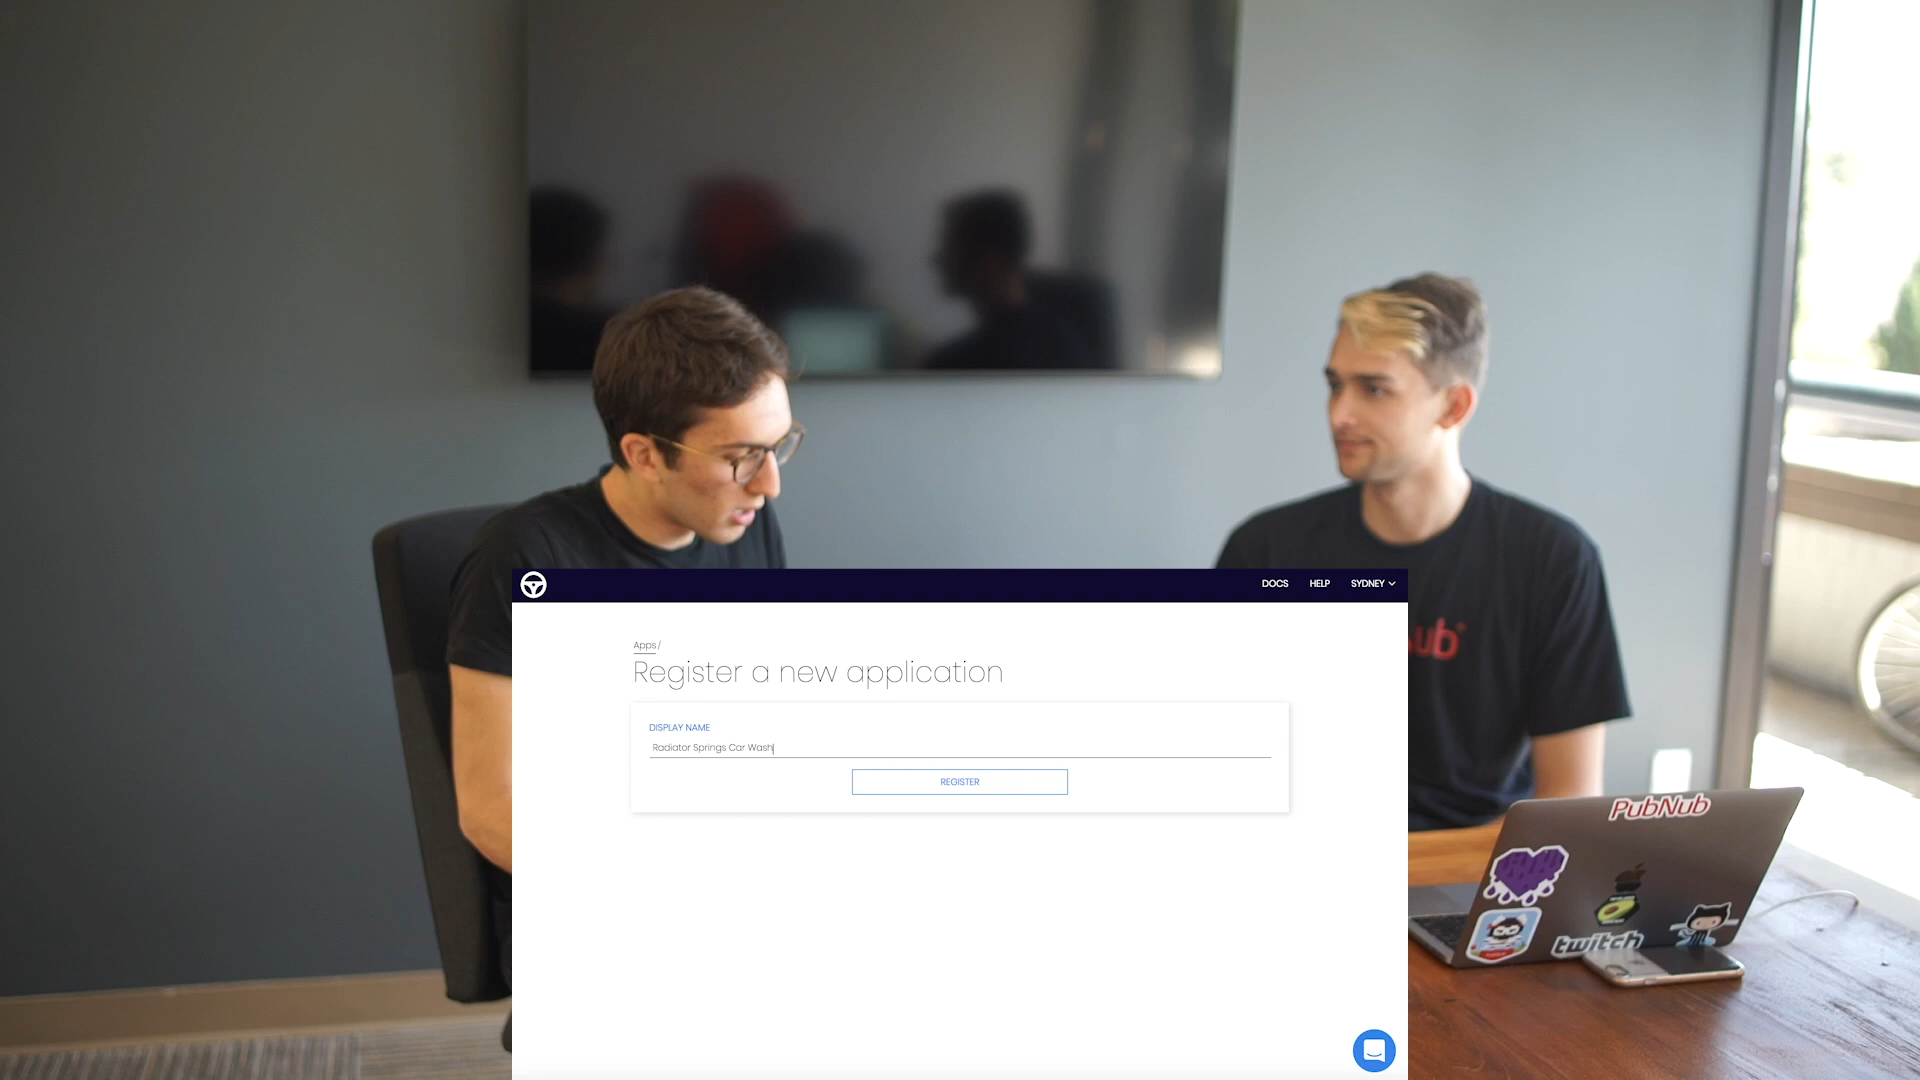 DOCS HELP SYDNEY
Apps /
Register a new application
DISPLAY NAME
Radiator Springs Car Wash
REGISTER
ub
PubNub
twitch